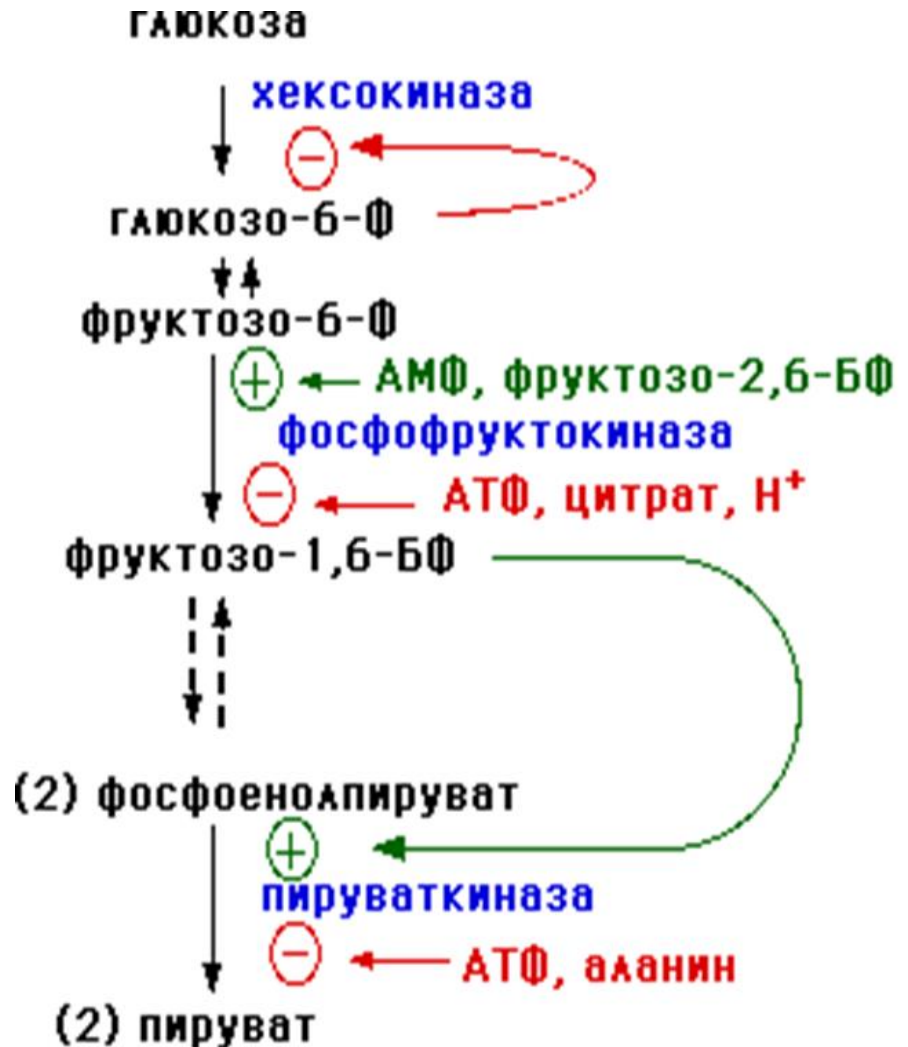 глюкоза
хексокиназа
−
глюкозо-6-Ф
фруктозо-6-Ф
+ АМФ, фруктозо-2,6-БФ
фосфофруктокиназа
− АТФ, цитрат, H⁺
фруктозо-1,6-БФ
(2) фосфоенолпируват
+
пируваткиназа
− АТФ, аланин
(2) пируват